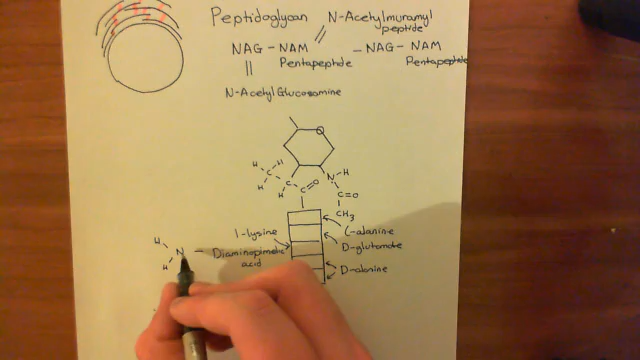 Peptidoglycan
N-Acetylmuramyl
peptide
NAG - NAM - NAG - NAM
Pentapeptide
Pentapeptide
N-Acetyl Glucosamine
O
H
H
C
H
C
H
C=O
N-H
C=O
CH3
l-lysine
L-alanine
Diaminopimelic
acid
D-glutamate
D-alanine
H
N -
H